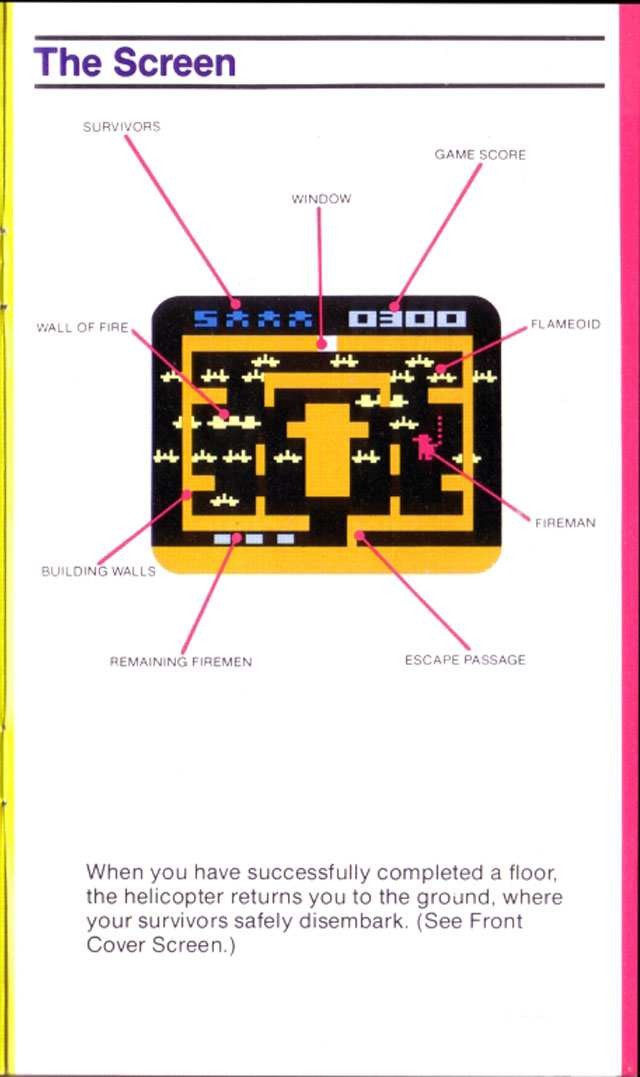 The Screen
SURVIVORS
GAME SCORE
WINDOW
WALL OF FIRE
FLAMEOID
S 0300
FIREMAN
BUILDING WALLS
REMAINING FIREMEN
ESCAPE PASSAGE
When you have successfully completed a floor,
the helicopter returns you to the ground, where
your survivors safely disembark. (See Front
Cover Screen.)